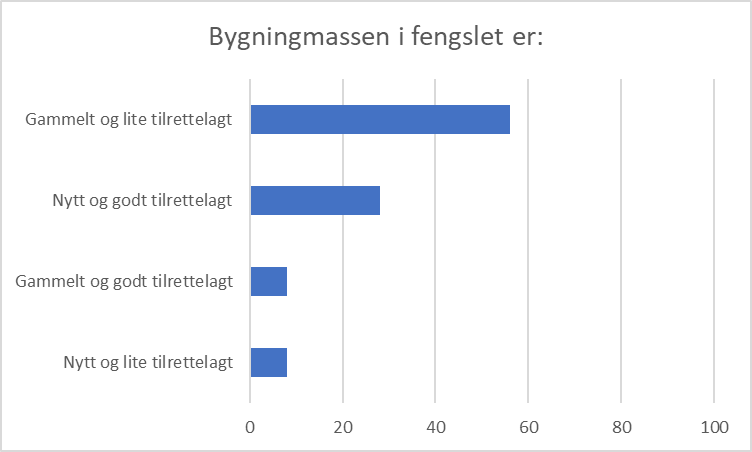 Bygningmassen i fengslet er:
Gammelt og lite tilrettelagt
Nytt og godt tilrettelagt
Gammelt og godt tilrettelagt
Nytt og lite tilrettelagt
0 20 40 60 80 100